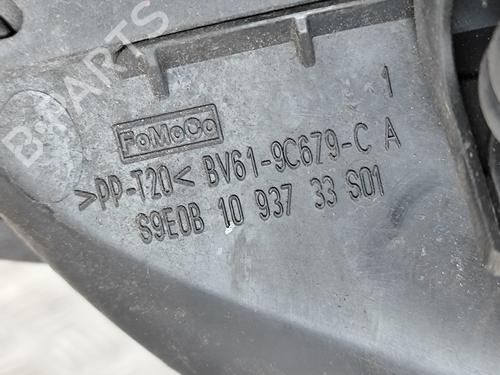 1
FoMoCo
>PP-T20< BV61-9C679-C A
S9E0B 10 937 33 S01
B-PARTS